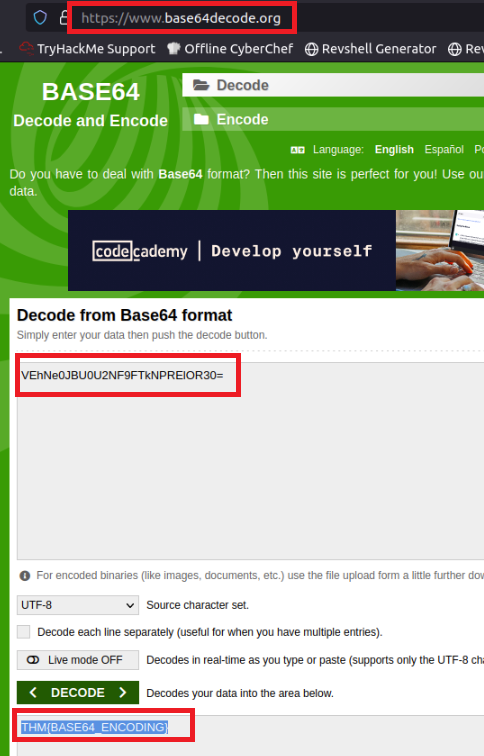 https://www.base64decode.org
TryHackMe Support Offline CyberChef Revshell Generator Rev
BASE64
Decode and Encode
Decode
Encode
Language: English Español Po
Do you have to deal with Base64 format? Then this site is perfect for you! Use ou
data.
codecademy | Develop yourself
Decode from Base64 format
Simply enter your data then push the decode button.
VEhNe0JBU0U2NF9FTkNPRElOR30=
For encoded binaries (like images, documents, etc.) use the file upload form a little further dow
UTF-8 Source character set.
Decode each line separately (useful for when you have multiple entries).
Live mode OFF Decodes in real-time as you type or paste (supports only the UTF-8 cha
< DECODE > Decodes your data into the area below.
THM{BASE64_ENCODING}